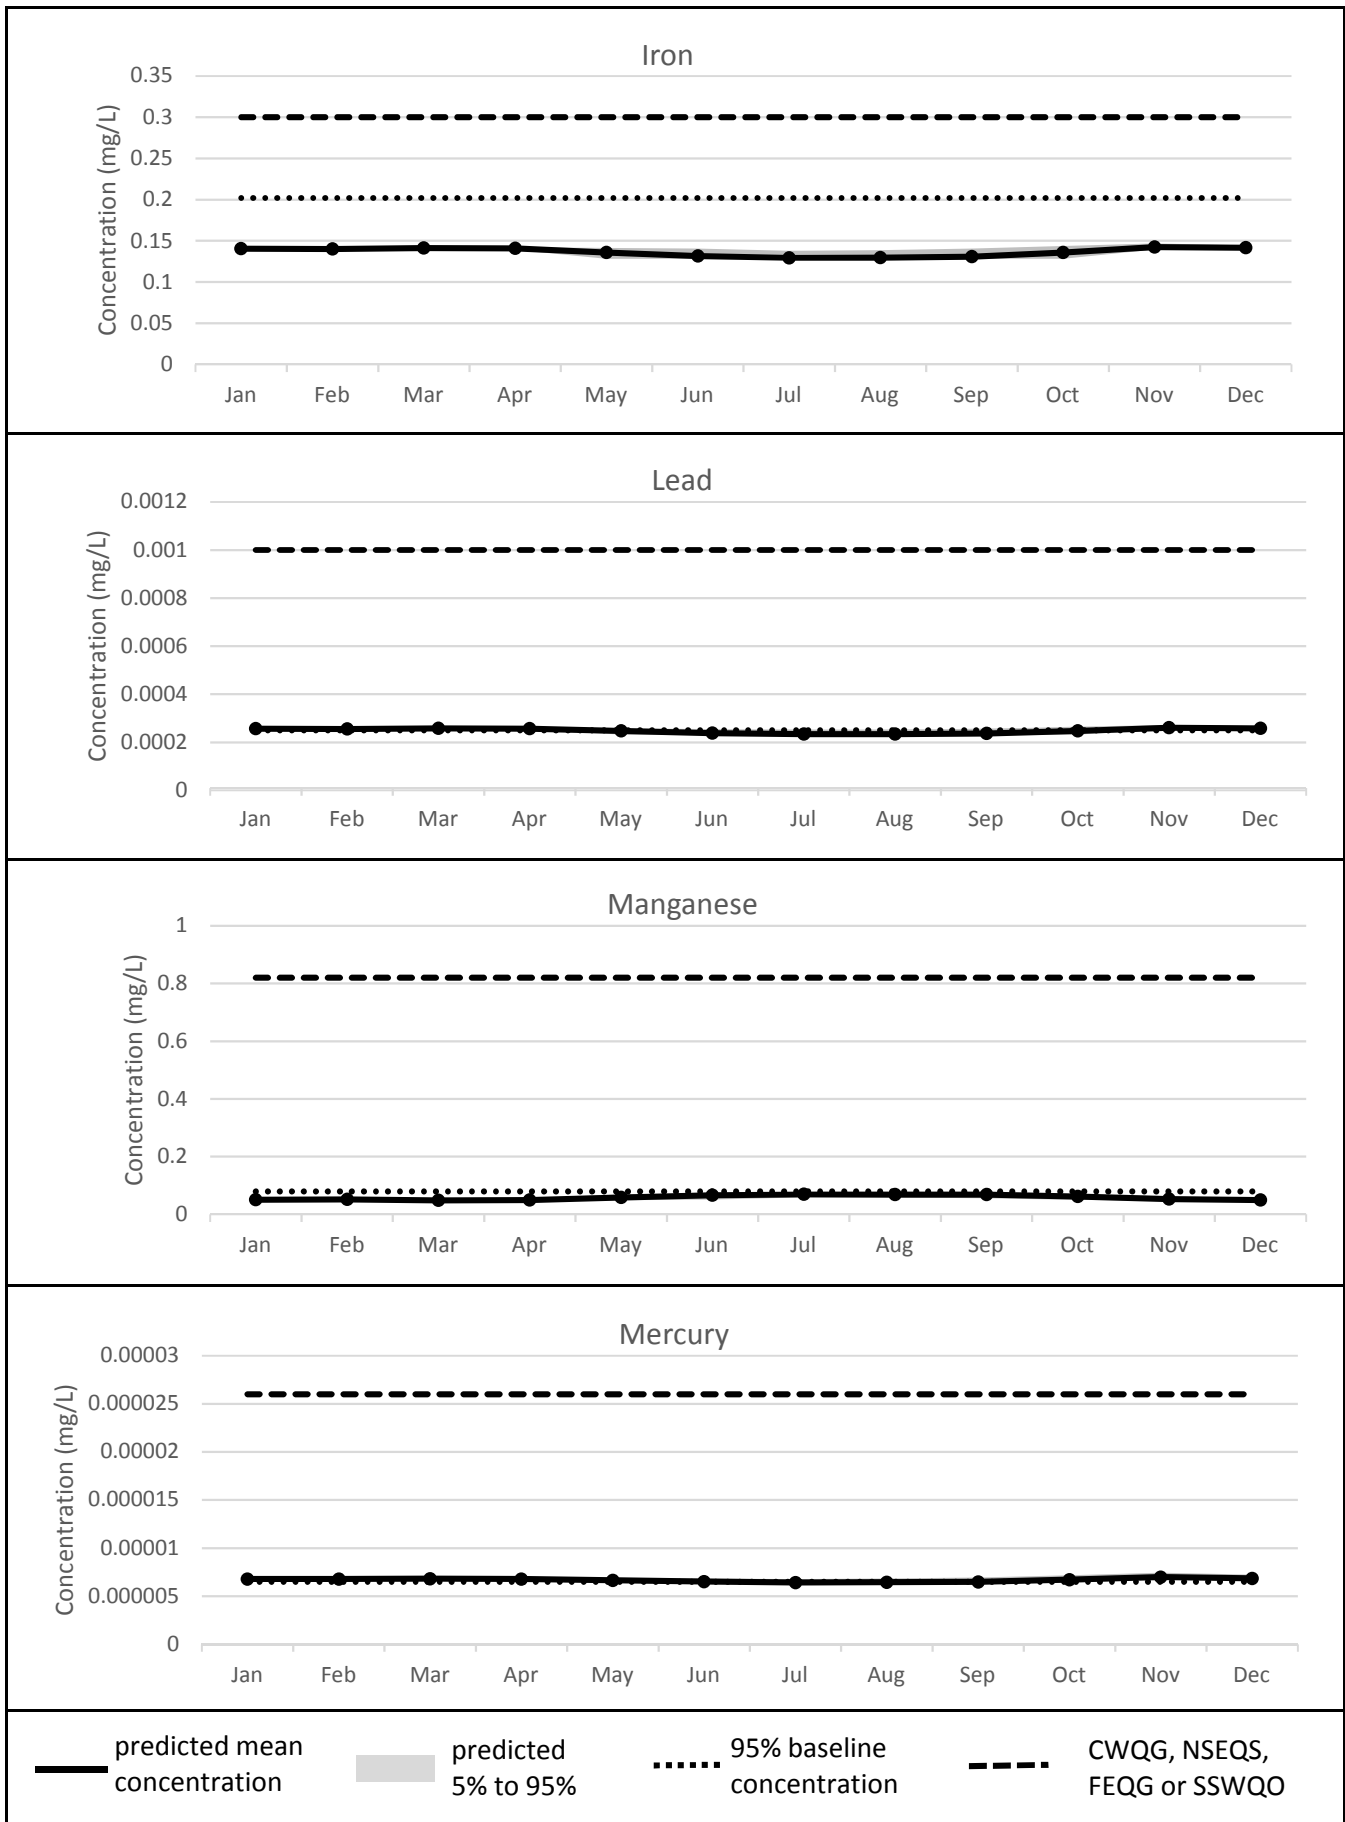 Iron
Concentration (mg/L)
0.35
0.3
0.25
0.2
0.15
0.1
0.05
0
Jan Feb Mar Apr May Jun Jul Aug Sep Oct Nov Dec
Lead
Concentration (mg/L)
0.0012
0.001
0.0008
0.0006
0.0004
0.0002
0
Jan Feb Mar Apr May Jun Jul Aug Sep Oct Nov Dec
Manganese
Concentration (mg/L)
1
0.8
0.6
0.4
0.2
0
Jan Feb Mar Apr May Jun Jul Aug Sep Oct Nov Dec
Mercury
Concentration (mg/L)
0.00003
0.000025
0.00002
0.000015
0.00001
0.000005
0
Jan Feb Mar Apr May Jun Jul Aug Sep Oct Nov Dec
predicted mean
concentration
predicted
5% to 95%
95% baseline
concentration
CWQG, NSEQS,
FEQG or SSWQO